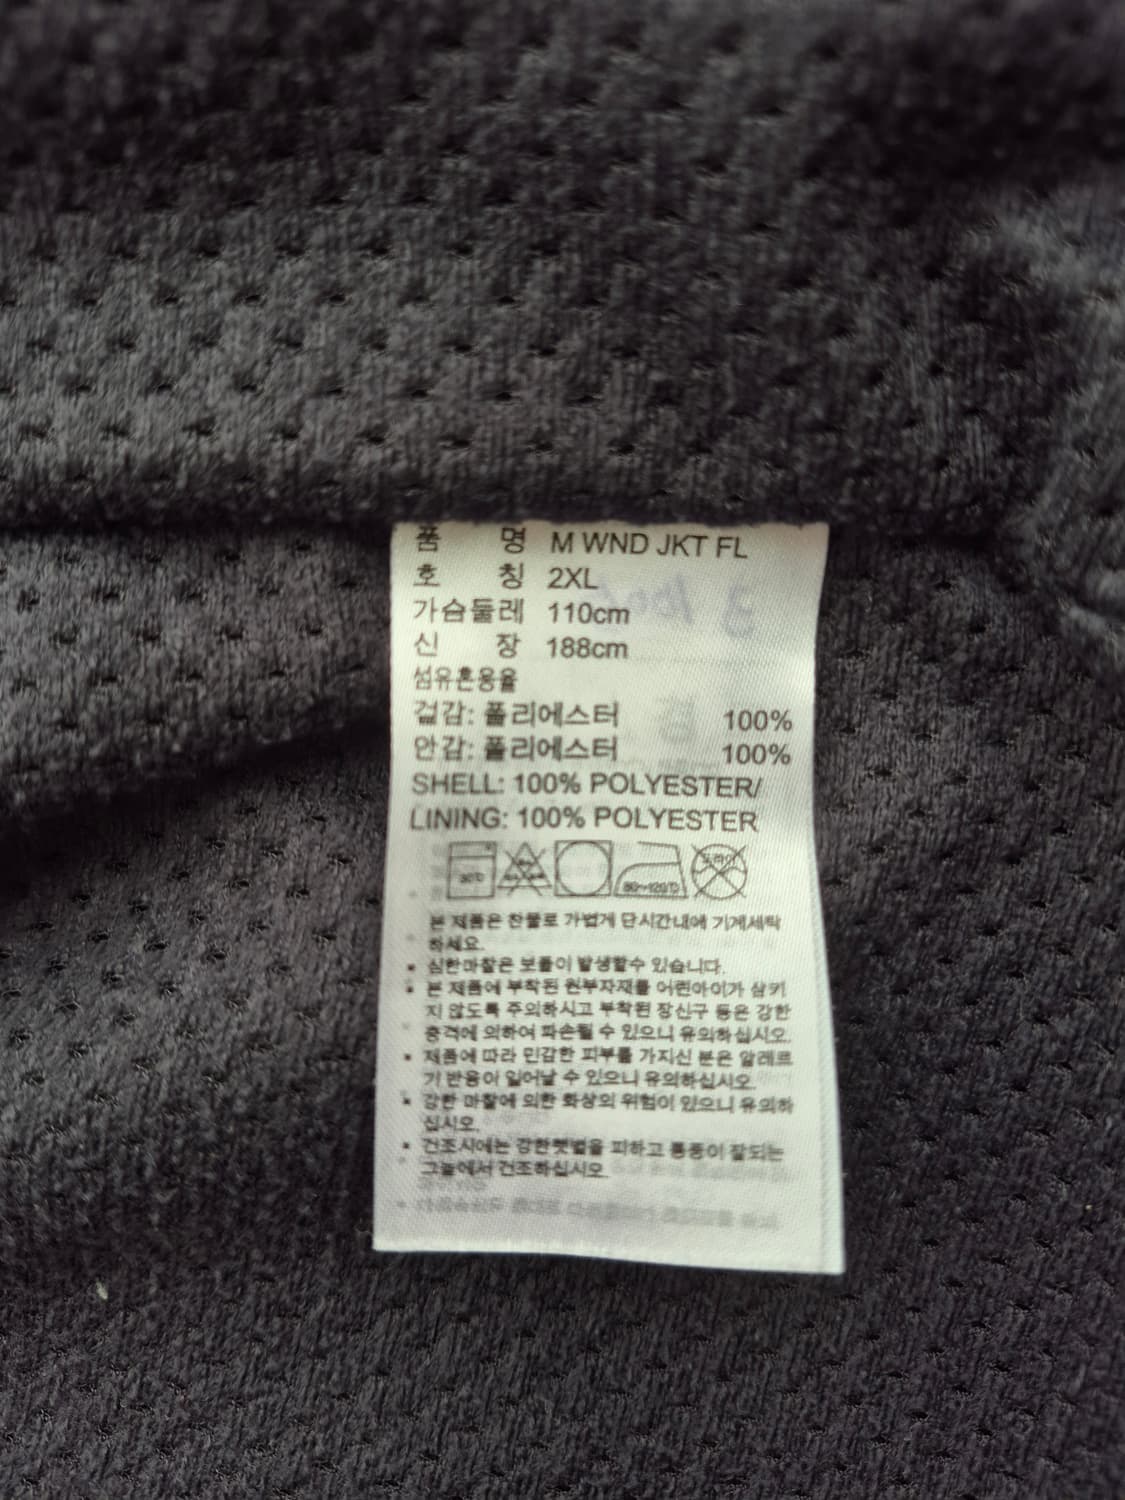 품 명 M WND JKT FL
호 칭 2XL
가슴둘레 110cm
신 장 188cm
섬유혼용율
겉감: 폴리에스터 100%
안감: 폴리에스터 100%
SHELL: 100% POLYESTER/
LINING: 100% POLYESTER
30℃ 80~120℃ 드라이
본 제품은 찬물로 가볍게 단시간내에 기계세탁
하세요.
• 심한마찰은 보풀이 발생할수 있습니다.
• 본 제품에 부착된 원부자재를 어린아이가 삼키
지 않도록 주의하시고 부착된 장신구 등은 강한
충격에 의하여 파손될 수 있으니 유의하십시오.
• 제품에 따라 민감한 피부를 가지신 분은 알레르
기 반응이 일어날 수 있으니 유의하십시오.
• 강한 마찰에 의한 화상의 위험이 있으니 유의하
십시오.
• 건조시에는 강한햇볕을 피하고 통풍이 잘되는
그늘에서 건조하십시오.